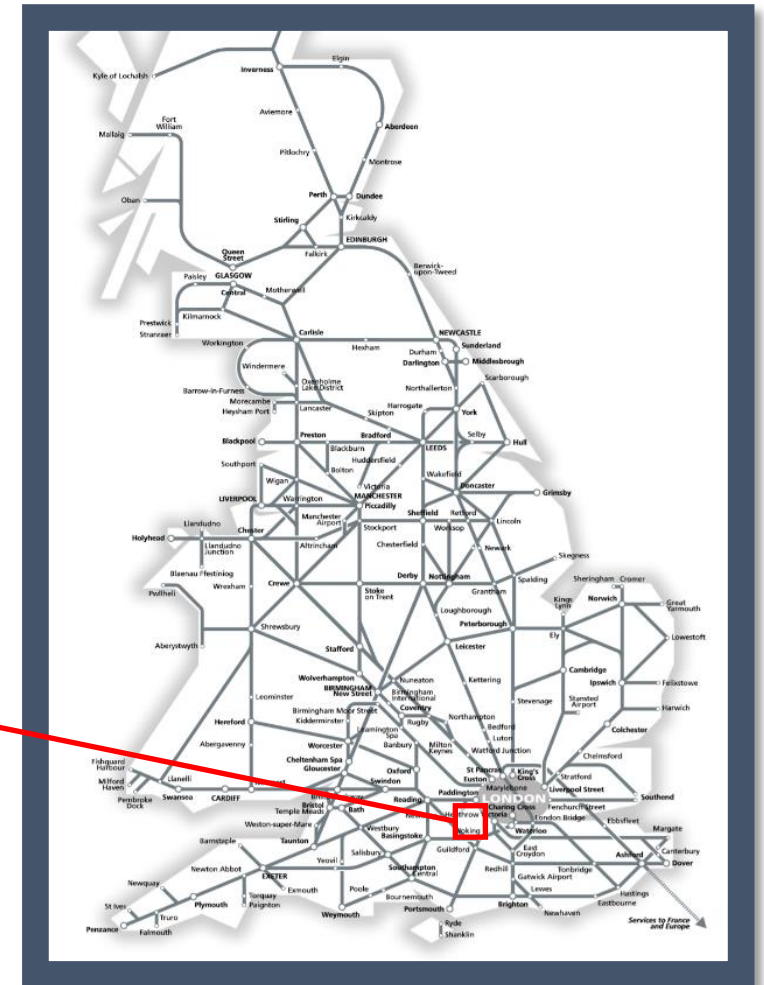 Elgin
Inverness
Kyle of Lochalsh
Aviemore
Fort
William
Mallaig
Aberdeen
Pitlochry
Montrose
Oban
Perth
Dundee
Stirling
Kirkcaldy
EDINBURGH
Queen
Street
Falkirk
GLASGOW
Berwick-
upon-Tweed
Paisley
Central
Motherwell
Kilmarnock
Prestwick
Stranraer
Carlisle
NEWCASTLE
Workington
Hexham
Durham
Sunderland
Darlington
Middlesbrough
Windermere
Scarborough
Oxenholme
Lake District
Northallerton
Barrow-in-Furness
Morecambe
Heysham Port
Lancaster
Harrogate
Skipton
York
Blackpool
Preston
Bradford
Selby
Hull
Blackburn
LEEDS
Huddersfield
Southport
Bolton
Wakefield
Wigan
Victoria
Doncaster
Grimsby
LIVERPOOL
Warrington
MANCHESTER
Piccadilly
Manchester
Airport
Sheffield
Retford
Llandudno
Stockport
Worksop
Lincoln
Holyhead
Chester
Llandudno
Junction
Altrincham
Chesterfield
Newark
Skegness
Blaenau Ffestiniog
Wrexham
Crewe
Derby
Nottingham
Spalding
Sheringham
Cromer
Pwllheli
Stoke
on Trent
Grantham
Kings
Lynn
Norwich
Great
Yarmouth
Loughborough
Peterborough
Shrewsbury
Ely
Lowestoft
Aberystwyth
Stafford
Leicester
Cambridge
Wolverhampton
BIRMINGHAM
New Street
Nuneaton
Kettering
Ipswich
Felixstowe
Birmingham
International
Leominster
Stevenage
Stansted
Airport
Harwich
Birmingham Moor Street
Coventry
Kidderminster
Rugby
Northampton
Hereford
Leamington
Spa
Bedford
Colchester
Worcester
Banbury
Milton
Keynes
Luton
Abergavenny
Watford Junction
Chelmsford
Cheltenham Spa
Gloucester
Fishguard
Harbour
Oxford
St Pancras
King's
Cross
Stratford
Milford
Haven
Llanelli
Swindon
Euston
Marylebone
Liverpool Street
Pembroke
Dock
Swansea
CARDIFF
Paddington
LONDON
Southend
Reading
Fenchurch Street
Bristol
Temple Meads
Bath
Charing Cross
Victoria
London Bridge
Ebbsfleet
Weston-super-Mare
Westbury
Basingstoke
Woking
Waterloo
Margate
Barnstaple
Taunton
Salisbury
Guildford
East
Croydon
Canterbury
Yeovil
Tonbridge
Ashford
Dover
Newton Abbot
Southampton
Central
Redhill
Gatwick Airport
Newquay
EXETER
Exmouth
Poole
Lewes
Hastings
Torquay
Paignton
Bournemouth
Eastbourne
St Ives
Plymouth
Weymouth
Portsmouth
Brighton
Newhaven
Truro
Ryde
Services to France
and Europe
Penzance
Falmouth
Shanklin